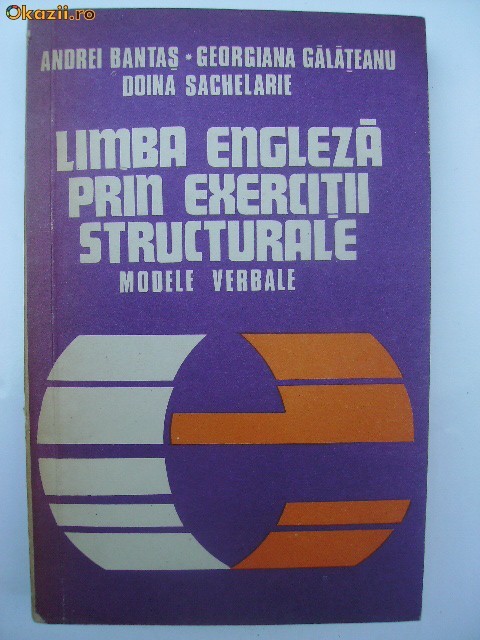 Okazii.ro
ANDREI BANTAȘ • GEORGIANA GĂLĂȚEANU
DOINA SACHELARIE
LIMBA ENGLEZĂ
PRIN EXERCIȚII
STRUCTURALE
MODELE VERBALE